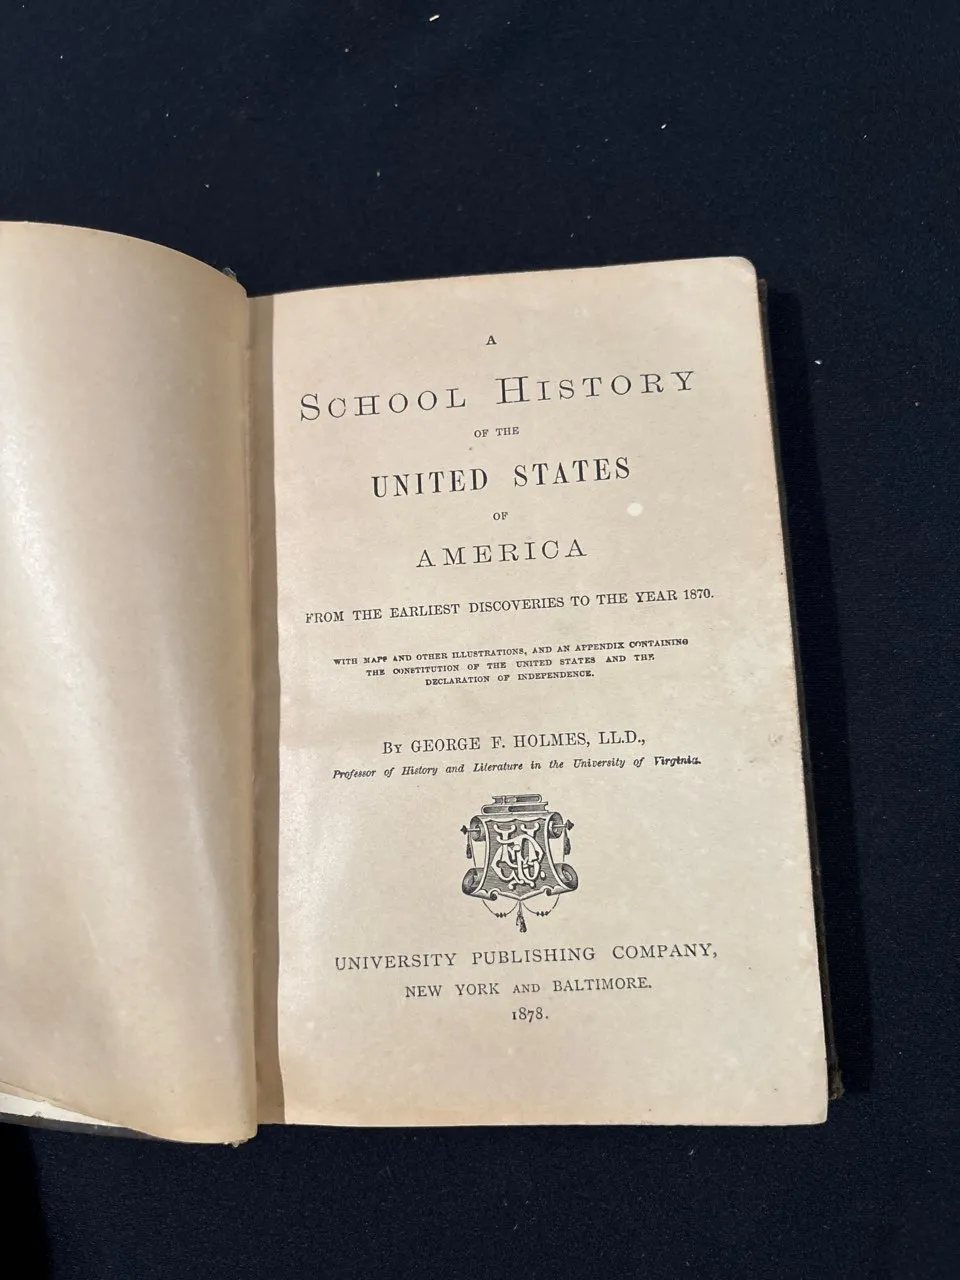 A
SCHOOL HISTORY
OF THE
UNITED STATES
OF
AMERICA
FROM THE EARLIEST DISCOVERIES TO THE YEAR 1870.
WITH MAPS AND OTHER ILLUSTRATIONS, AND AN APPENDIX CONTAINING
THE CONSTITUTION OF THE UNITED STATES AND THE
DECLARATION OF INDEPENDENCE.
BY GEORGE F. HOLMES, LL.D.,
Professor of History and Literature in the University of Virginia.
UNIVERSITY PUBLISHING COMPANY,
NEW YORK AND BALTIMORE.
1878.